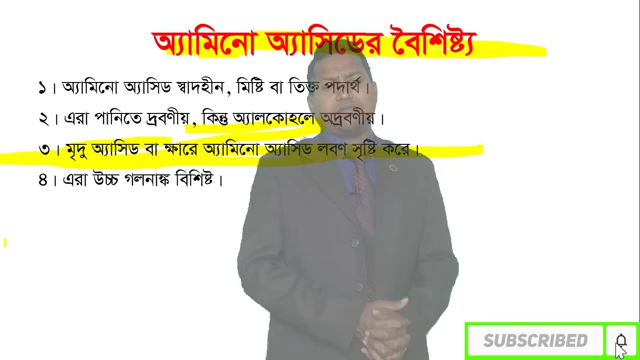 অ্যামিনো অ্যাসিডের বৈশিষ্ট্য
১। অ্যামিনো অ্যাসিড স্বাদহীন, মিষ্টি বা তিক্ত পদার্থ।
২। এরা পানিতে দ্রবণীয়, কিন্তু অ্যালকোহলে অদ্রবণীয়।
৩। মৃদু অ্যাসিড বা ক্ষারে অ্যামিনো অ্যাসিড লবণ সৃষ্টি করে।
৪। এরা উচ্চ গলনাঙ্ক বিশিষ্ট।
SUBSCRIBED